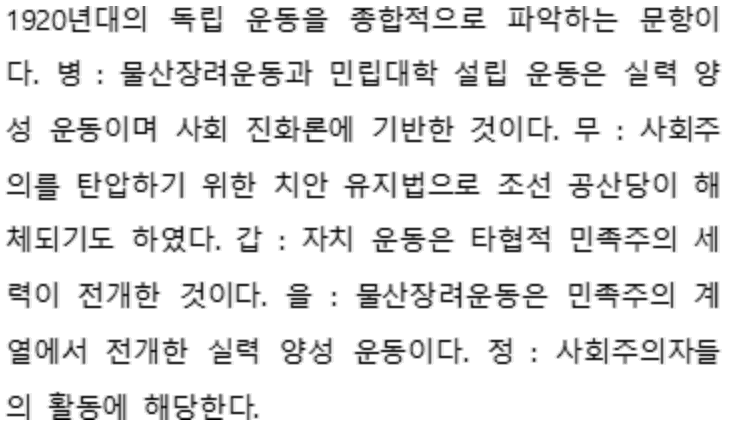 1920년대의 독립 운동을 종합적으로 파악하는 문항이
다. 병 : 물산장려운동과 민립대학 설립 운동은 실력 양
성 운동이며 사회 진화론에 기반한 것이다. 무 : 사회주
의를 탄압하기 위한 치안 유지법으로 조선 공산당이 해
체되기도 하였다. 갑 : 자치 운동은 타협적 민족주의 세
력이 전개한 것이다. 을 : 물산장려운동은 민족주의 계
열에서 전개한 실력 양성 운동이다. 정 : 사회주의자들
의 활동에 해당한다.